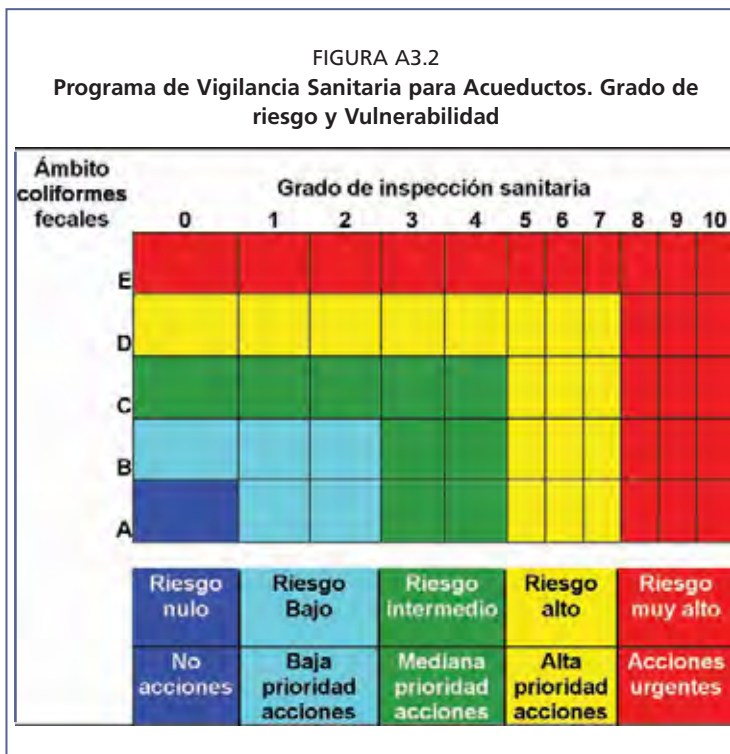 FIGURA A3.2
Programa de Vigilancia Sanitaria para Acueductos. Grado de
riesgo y Vulnerabilidad
Ámbito
coliformes
fecales
Grado de inspección sanitaria
0 1 2 3 4 5 6 7 8 9 10
E
D
C
B
A
Riesgo
nulo
Riesgo
Bajo
Riesgo
intermedio
Riesgo
alto
Riesgo
muy alto
No
acciones
Baja
prioridad
acciones
Mediana
prioridad
acciones
Alta
prioridad
acciones
Acciones
urgentes